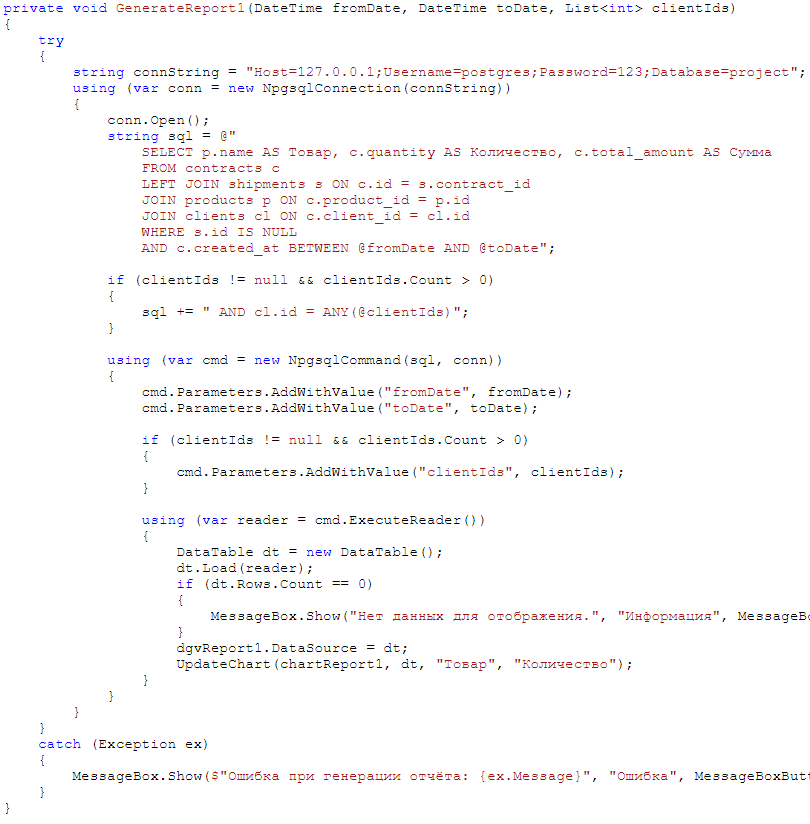 private void GenerateReport1(DateTime fromDate, DateTime toDate, List<int> clientIds)
{
    try
    {
        string connString = "Host=127.0.0.1;Username=postgres;Password=123;Database=project";
        using (var conn = new NpgsqlConnection(connString))
        {
            conn.Open();
            string sql = @"
                SELECT p.name AS Товар, c.quantity AS Количество, c.total_amount AS Сумма
                FROM contracts c
                LEFT JOIN shipments s ON c.id = s.contract_id
                JOIN products p ON c.product_id = p.id
                JOIN clients cl ON c.client_id = cl.id
                WHERE s.id IS NULL
                AND c.created_at BETWEEN @fromDate AND @toDate";

            if (clientIds != null && clientIds.Count > 0)
            {
                sql += " AND cl.id = ANY(@clientIds)";
            }

            using (var cmd = new NpgsqlCommand(sql, conn))
            {
                cmd.Parameters.AddWithValue("fromDate", fromDate);
                cmd.Parameters.AddWithValue("toDate", toDate);

                if (clientIds != null && clientIds.Count > 0)
                {
                    cmd.Parameters.AddWithValue("clientIds", clientIds);
                }

                using (var reader = cmd.ExecuteReader())
                {
                    DataTable dt = new DataTable();
                    dt.Load(reader);
                    if (dt.Rows.Count == 0)
                    {
                        MessageBox.Show("Нет данных для отображения.", "Информация", MessageBo
                    }
                    dgvReport1.DataSource = dt;
                    UpdateChart(chartReport1, dt, "Товар", "Количество");
                }
            }
        }
    }
    catch (Exception ex)
    {
        MessageBox.Show($"Ошибка при генерации отчёта: {ex.Message}", "Ошибка", MessageBoxButt
    }
}